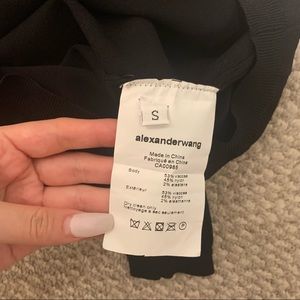 S
alexanderwang
Made in China
Fabriqué en Chine
CA00985
Body
53% viscose
45% nylon
2% elastane
Extérieur
53% viscose
45% nylon
2% élasthanne
Dry clean only
Nettoyage à sec seulement